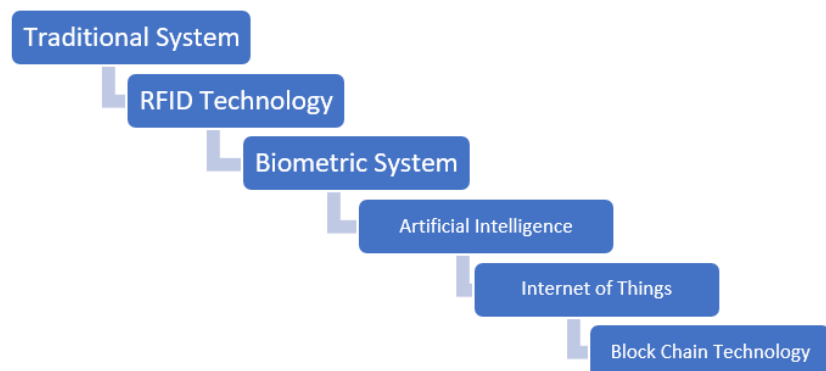 Traditional System
RFID Technology
Biometric System
Artificial Intelligence
Internet of Things
Block Chain Technology